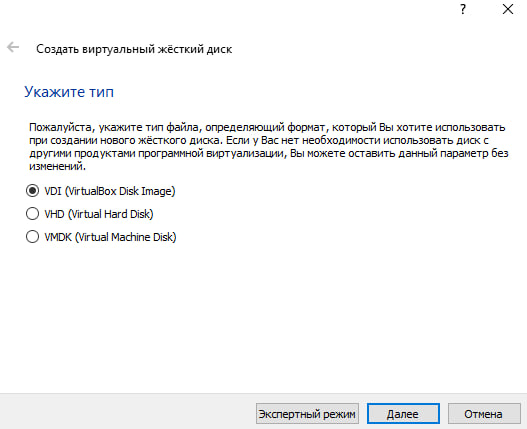 ?
Создать виртуальный жёсткий диск
Укажите тип
Пожалуйста, укажите тип файла, определяющий формат, который Вы хотите использовать
при создании нового жёсткого диска. Если у Вас нет необходимости использовать диск с
другими продуктами программной виртуализации, Вы можете оставить данный параметр без
изменений.
VDI (VirtualBox Disk Image)
VHD (Virtual Hard Disk)
VMDK (Virtual Machine Disk)
Экспертный режим Далее Отмена